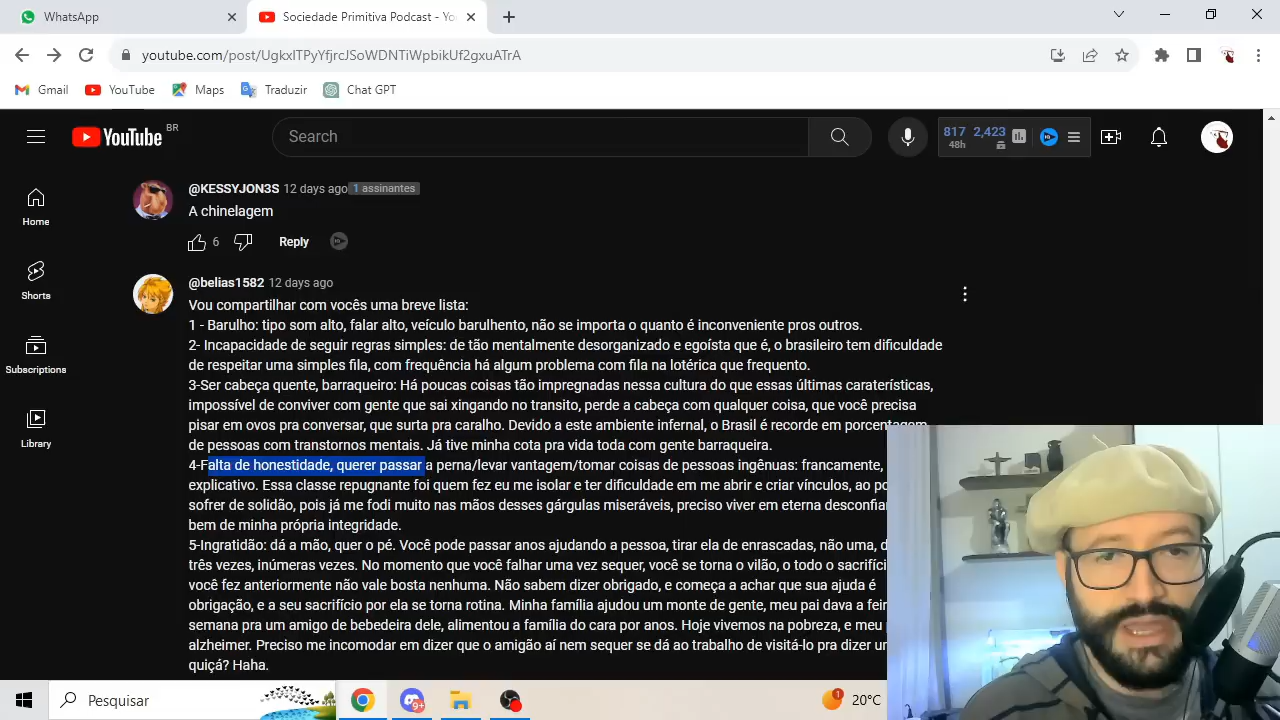 WhatsApp
Sociedade Primitiva Podcast - Yo
youtube.com/post/UgkxlTPyYfjrcJSoWDNTiWpbikUf2gxuATrA
Gmail
YouTube
Maps
Traduzir
Chat GPT
YouTube BR
Search
817 2,423
48h
Home
Shorts
Subscriptions
Library
@KESSYJON3S 12 days ago 1 assinantes
A chinelagem
6 Reply
@belias1582 12 days ago
Vou compartilhar com vocês uma breve lista:
1 - Barulho: tipo som alto, falar alto, veículo barulhento, não se importa o quanto é inconveniente pros outros.
2- Incapacidade de seguir regras simples: de tão mentalmente desorganizado e egoísta que é, o brasileiro tem dificuldade
de respeitar uma simples fila, com frequência há algum problema com fila na lotérica que frequento.
3-Ser cabeça quente, barraqueiro: Há poucas coisas tão impregnadas nessa cultura do que essas últimas caraterísticas,
impossível de conviver com gente que sai xingando no transito, perde a cabeça com qualquer coisa, que você precisa
pisar em ovos pra conversar, que surta pra caralho. Devido a este ambiente infernal, o Brasil é recorde em porcentagem
de pessoas com transtornos mentais. Já tive minha cota pra vida toda com gente barraqueira.
4-Falta de honestidade, querer passar a perna/levar vantagem/tomar coisas de pessoas ingênuas: francamente,
explicativo. Essa classe repugnante foi quem fez eu me isolar e ter dificuldade em me abrir e criar vínculos, ao po
sofrer de solidão, pois já me fodi muito nas mãos desses gárgulas miseráveis, preciso viver em eterna desconfia
bem de minha própria integridade.
5-Ingratidão: dá a mão, quer o pé. Você pode passar anos ajudando a pessoa, tirar ela de enrascadas, não uma, d
três vezes, inúmeras vezes. No momento que você falhar uma vez sequer, você se torna o vilão, o todo o sacrifíc
você fez anteriormente não vale bosta nenhuma. Não sabem dizer obrigado, e começa a achar que sua ajuda é
obrigação, e a seu sacrifício por ela se torna rotina. Minha família ajudou um monte de gente, meu pai dava a fei
semana pra um amigo de bebedeira dele, alimentou a família do cara por anos. Hoje vivemos na pobreza, e meu
alzheimer. Preciso me incomodar em dizer que o amigão aí nem sequer se dá ao trabalho de visitá-lo pra dizer u
quiçá? Haha.
Pesquisar
9+
1
20°C